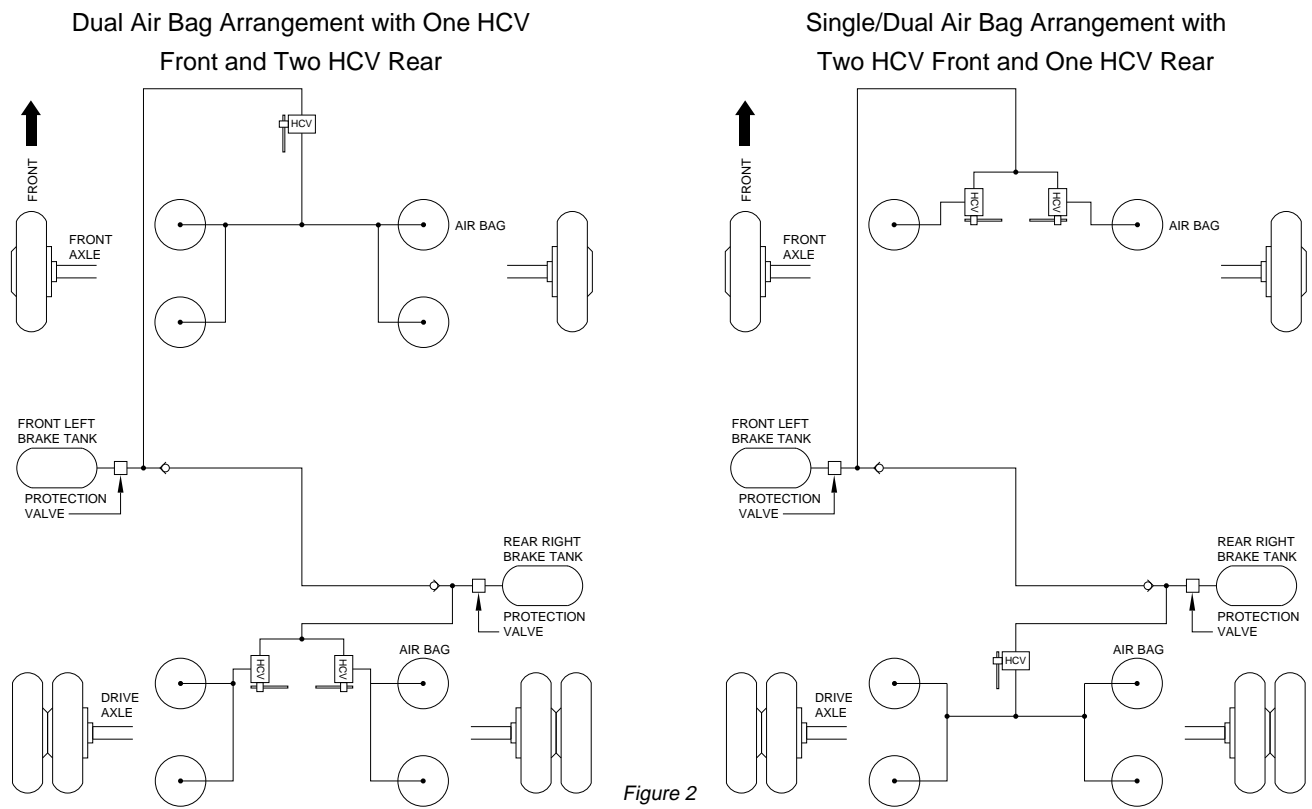 Dual Air Bag Arrangement with One HCV
Front and Two HCV Rear
HCV
FRONT
FRONT
AXLE
AIR BAG
FRONT LEFT
BRAKE TANK
PROTECTION
VALVE
REAR RIGHT
BRAKE TANK
PROTECTION
VALVE
HCV
HCV
AIR BAG
DRIVE
AXLE
Single/Dual Air Bag Arrangement with
Two HCV Front and One HCV Rear
FRONT
HCV
HCV
FRONT
AXLE
AIR BAG
FRONT LEFT
BRAKE TANK
PROTECTION
VALVE
REAR RIGHT
BRAKE TANK
PROTECTION
VALVE
HCV
AIR BAG
DRIVE
AXLE
Figure 2